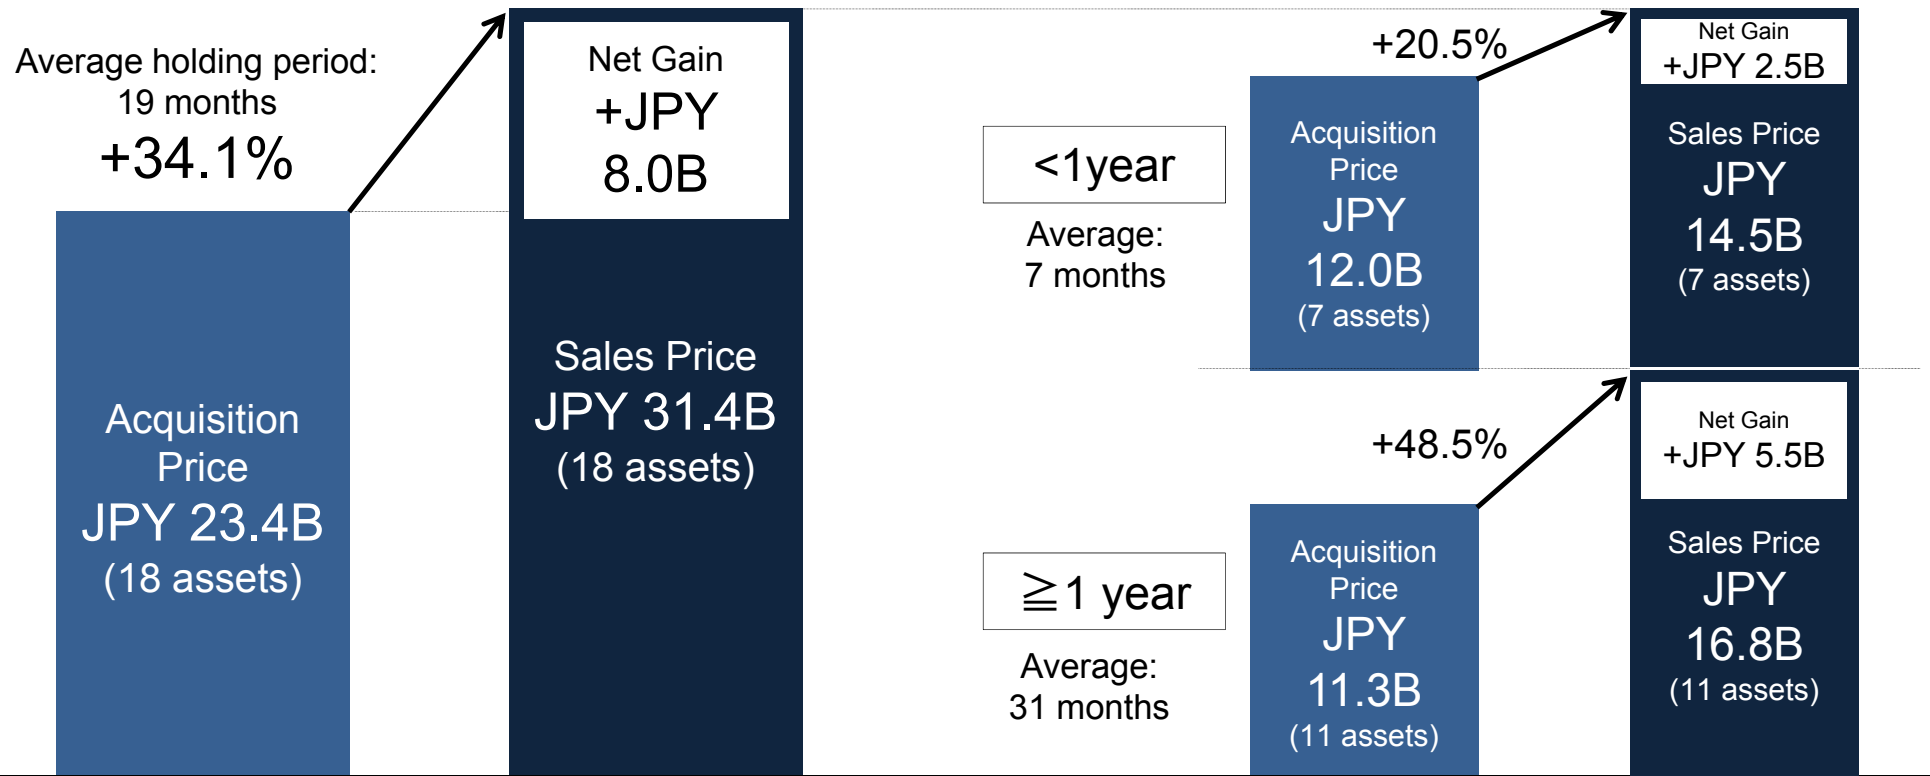 Average holding period:
19 months
+34.1%
Acquisition
Price
JPY 23.4B
(18 assets)
Net Gain
+JPY
8.0B
Sales Price
JPY 31.4B
(18 assets)
<1year
Average:
7 months
+20.5%
Acquisition
Price
JPY
12.0B
(7 assets)
Net Gain
+JPY 2.5B
Sales Price
JPY
14.5B
(7 assets)
≧1 year
Average:
31 months
+48.5%
Acquisition
Price
JPY
11.3B
(11 assets)
Net Gain
+JPY 5.5B
Sales Price
JPY
16.8B
(11 assets)